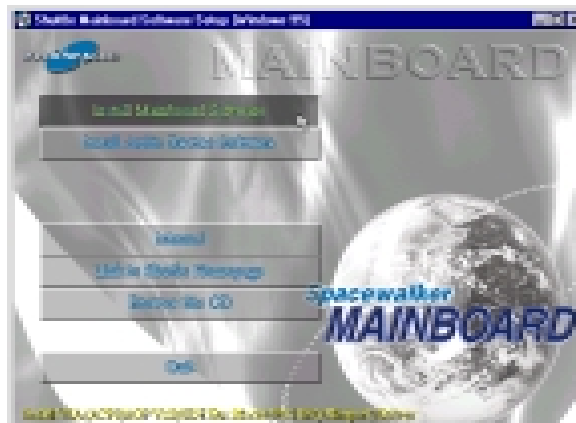 Shuttle Mainboard Software Setup (Windows 95)
MAINBOARD
Install Mainboard Software
Install Audio Device Software
Manual
Link to Shuttle Homepage
Browse this CD
Spacewalker
MAINBOARD
Quit